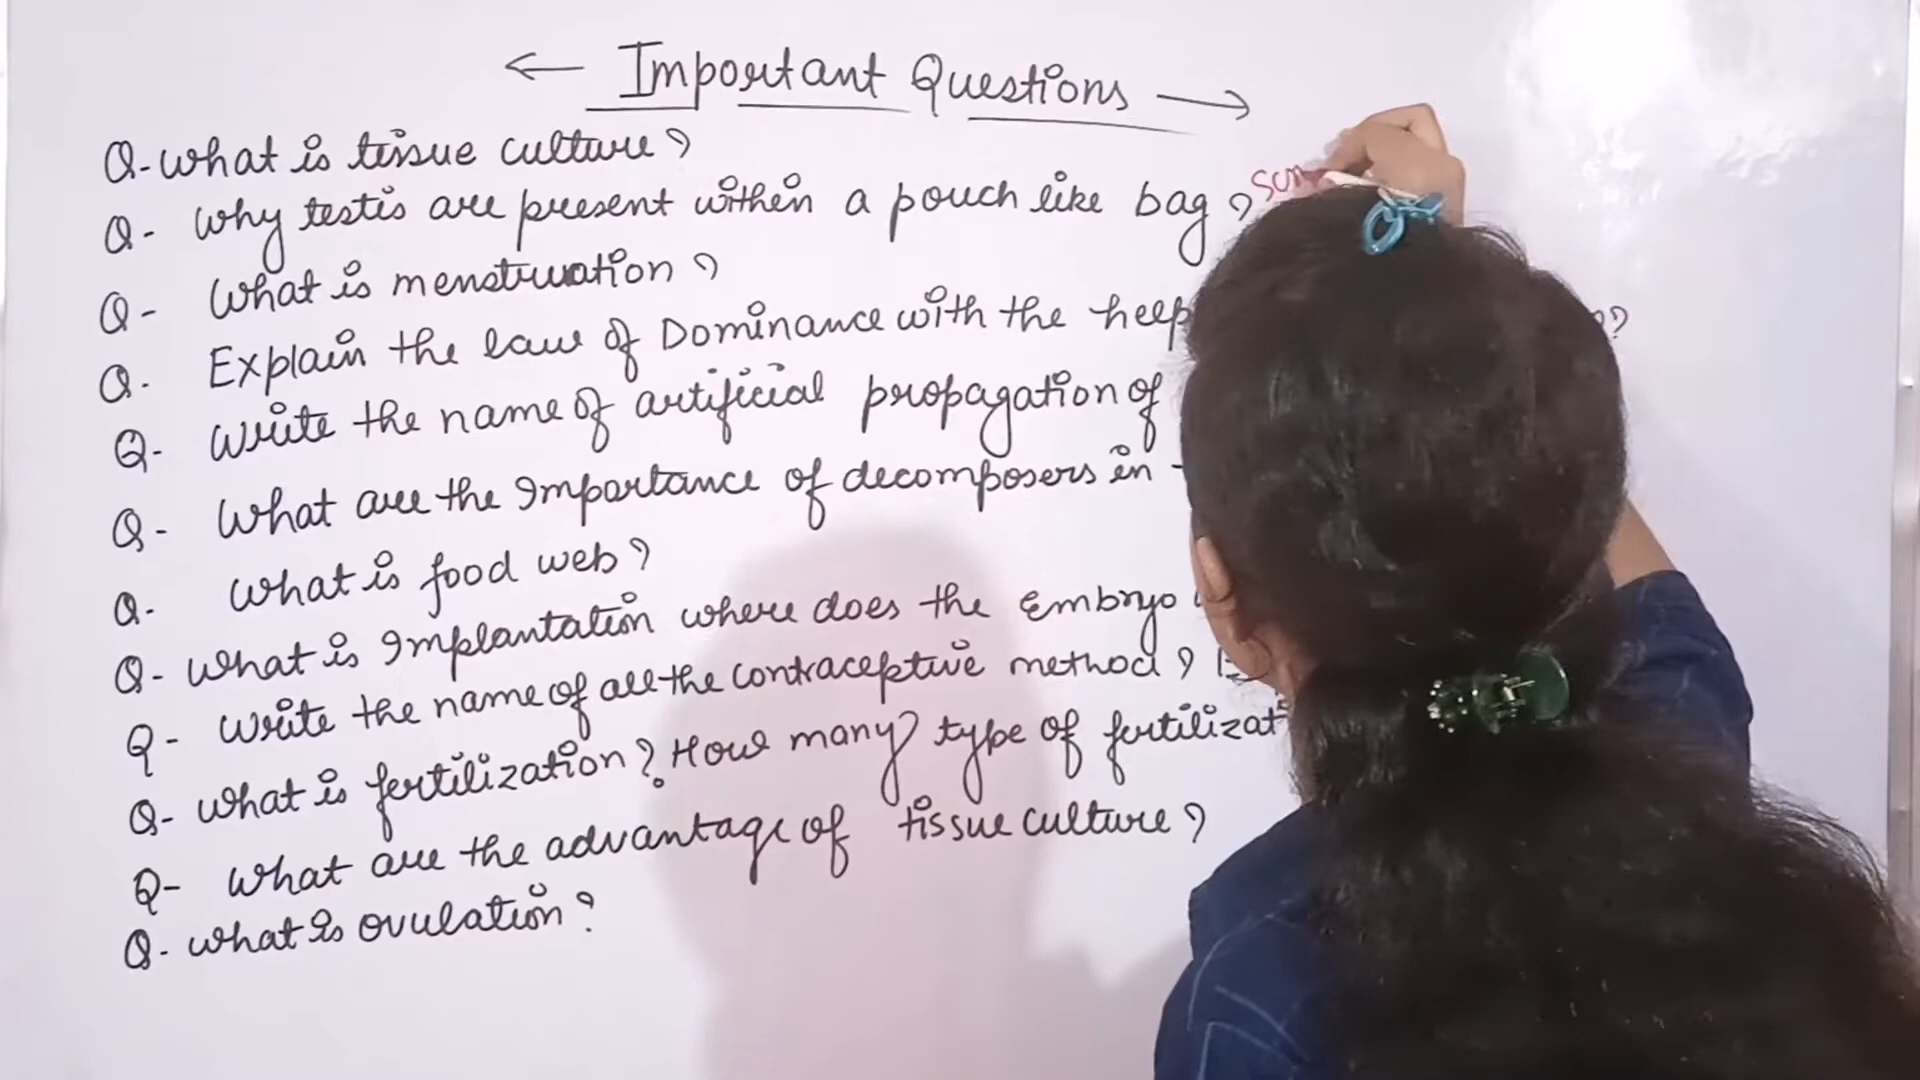 ← Important Questions →
Q- What is tissue culture?
Q- Why testis are present within a pouch like bag?
Q- What is menstruation?
Q- Explain the law of Dominance with the help ?
Q- Write the name of artificial propagation of
Q- What are the Importance of decomposers in
Q- What is food web?
Q- What is Implantation where does the Embryo
Q- Write the name of all the contraceptive method?
Q- What is fertilization? How many type of
Q- What are the advantage of tissue culture?
Q- What is ovulation?